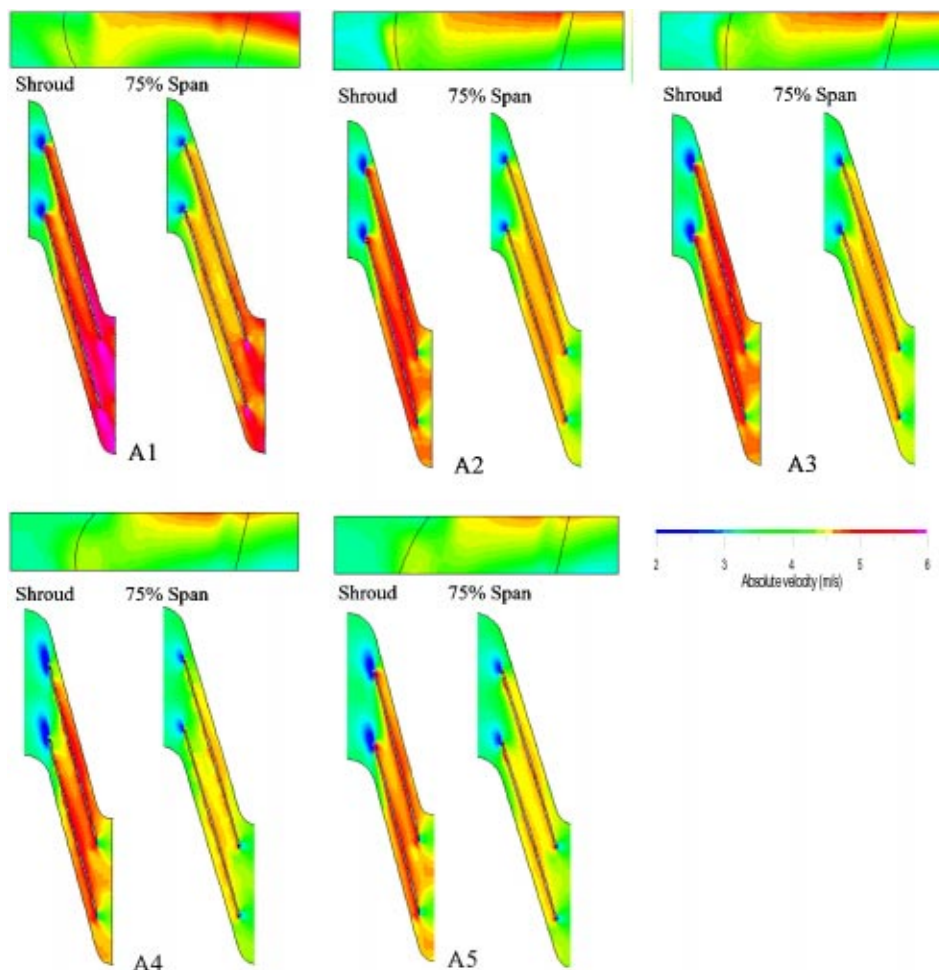 Shroud 75% Span
Shroud 75% Span
Shroud 75% Span
A1
A2
A3
Shroud 75% Span
Shroud 75% Span
2 3 4 5 6
Absolute velocity (m/s)
A4
A5